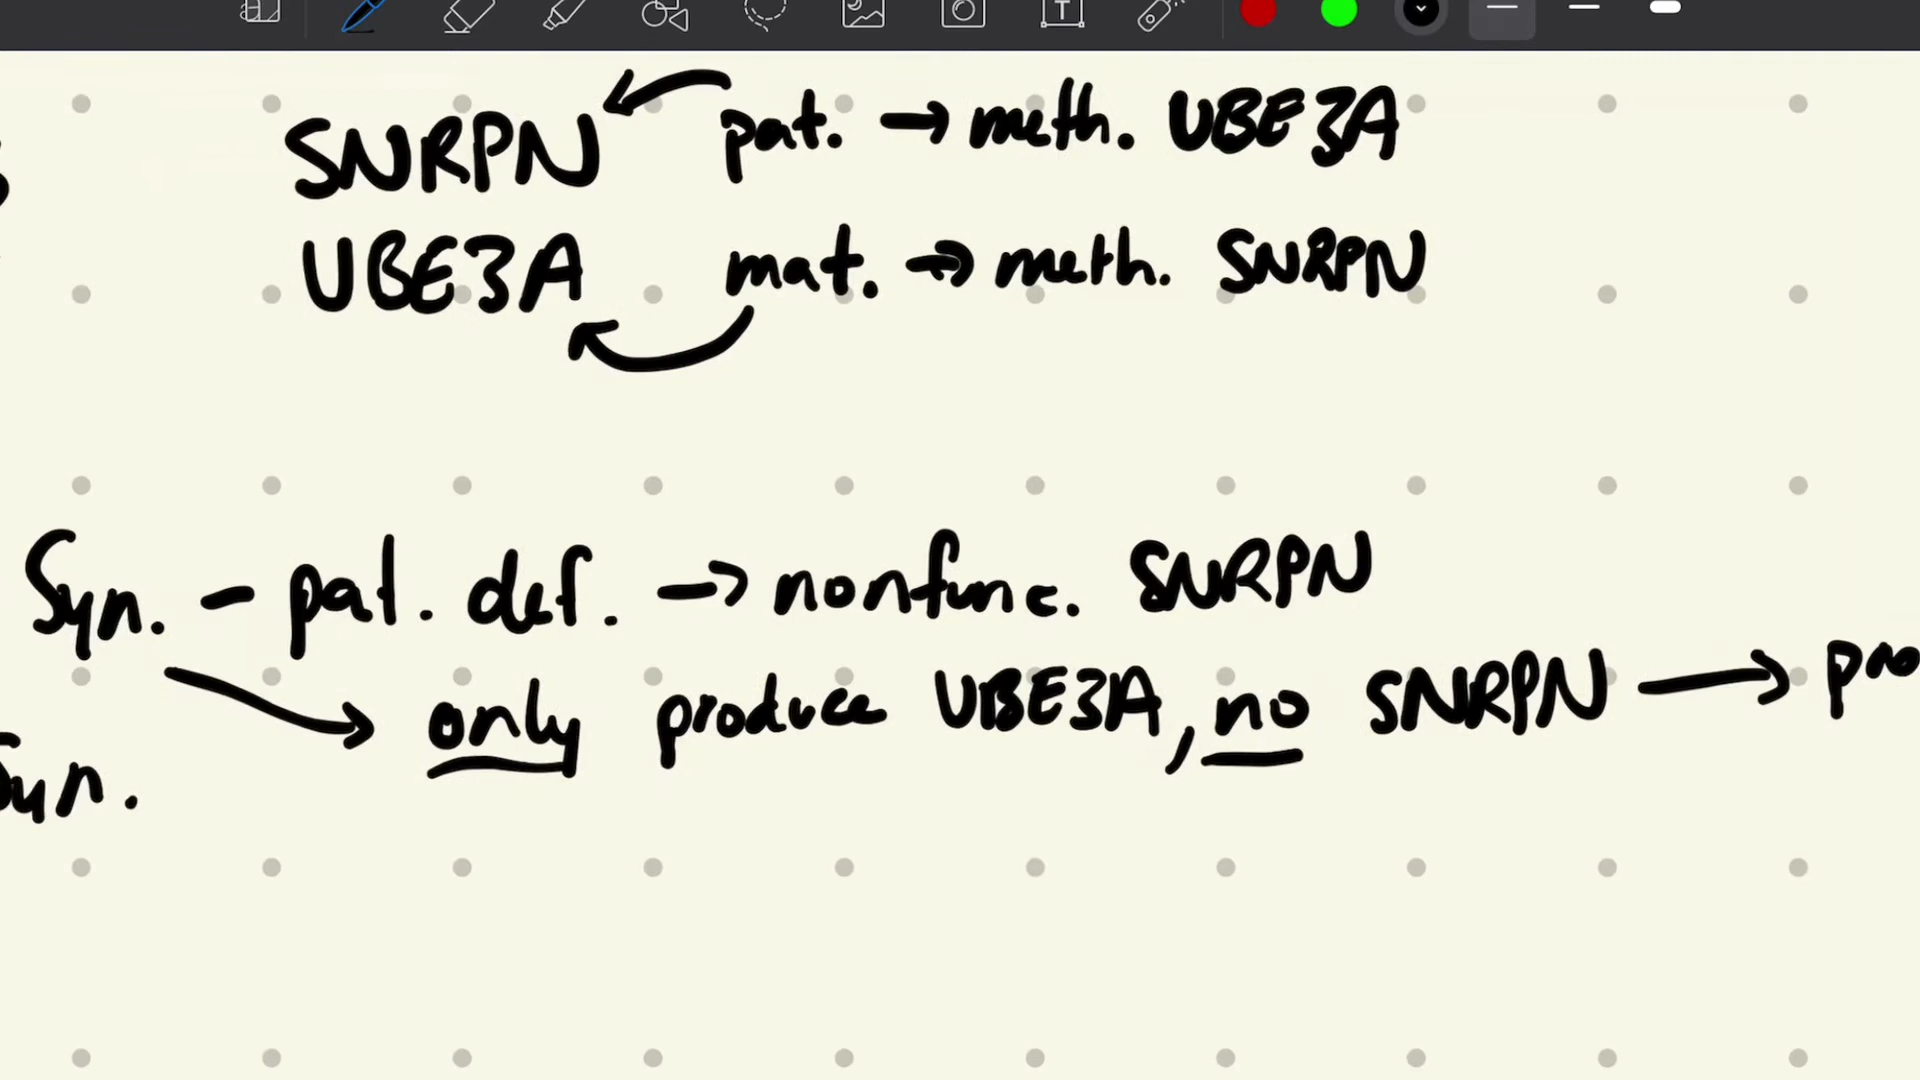 SNRPN pat. → meth. UBE3A
UBE3A mat. → meth. SNRPN
Syn. - pat. def. → nonfunc. SNRPN
only produce UBE3A, no SNRPN →
Syn.